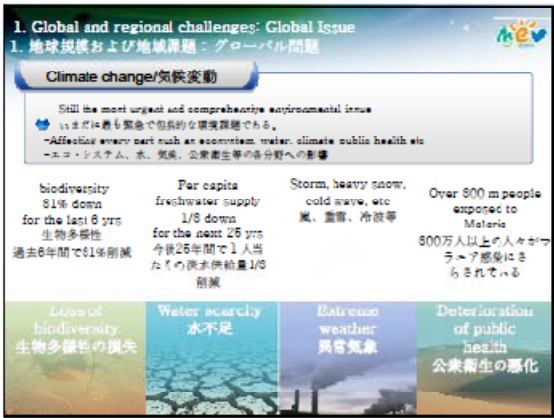 1. Global and regional challenges: Global Issue
1. 地球規模および地域課題：グローバル問題
Climate change/気候変動
Still the most urgent and comprehensive environmental issue
いまだに最も緊急で包括的な環境課題である。
-Affecting every part such an ecosystem, water, climate public health etc
-エコ・システム、水、気候、公衆衛生等の各分野への影響
biodiversity
81% down
for the last 6 yrs
生物多様性
過去6年間で81%削減
Per capita
freshwater supply
1/3 down
for the next 25 yrs
今後25年間で1人当
たりの淡水供給量1/3
削減
Storm, heavy snow,
cold wave, etc
嵐、重雪、冷波等
Over 800 m people
exposed to
Malaria
800万人以上の人々がマ
ラリア感染にさ
らされている
Loss of
biodiversity
生物多様性の損失
Water scarcity
水不足
Extreme
weather
異常気象
Deterioration
of public
health
公衆衛生の悪化